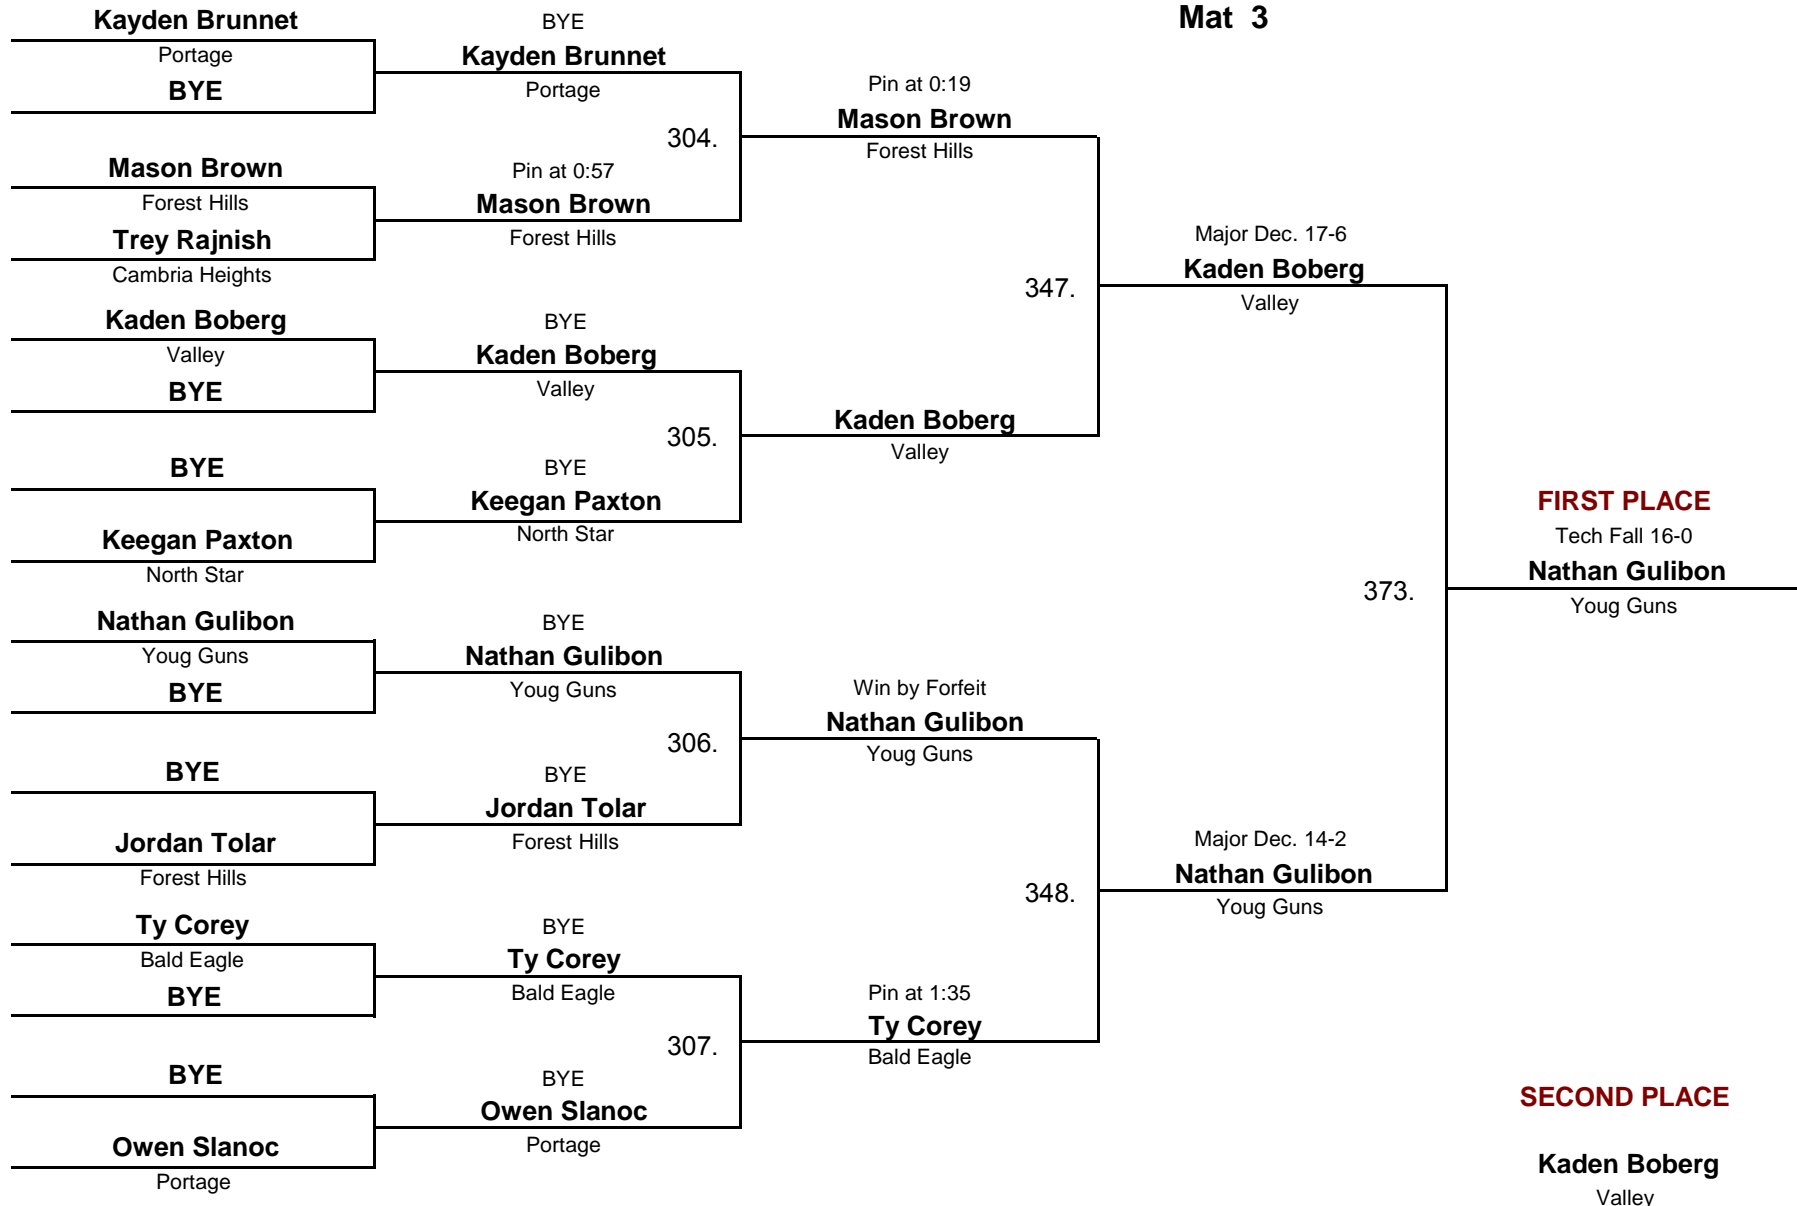 Mat 3
Kayden Brunnet
Portage
BYE
Mason Brown
Forest Hills
Trey Rajnish
Cambria Heights
Kaden Boberg
Valley
BYE
BYE
Keegan Paxton
North Star
Nathan Gulibon
Youg Guns
BYE
BYE
Jordan Tolar
Forest Hills
Ty Corey
Bald Eagle
BYE
BYE
Owen Slanoc
Portage
BYE
Kayden Brunnet
Portage
304.
Pin at 0:57
Mason Brown
Forest Hills
BYE
Kaden Boberg
Valley
305.
BYE
Keegan Paxton
North Star
BYE
Nathan Gulibon
Youg Guns
306.
BYE
Jordan Tolar
Forest Hills
BYE
Ty Corey
Bald Eagle
307.
BYE
Owen Slanoc
Portage
Pin at 0:19
Mason Brown
Forest Hills
347.
Kaden Boberg
Valley
Win by Forfeit
Nathan Gulibon
Youg Guns
348.
Pin at 1:35
Ty Corey
Bald Eagle
Major Dec. 17-6
Kaden Boberg
Valley
373.
Major Dec. 14-2
Nathan Gulibon
Youg Guns
FIRST PLACE
Tech Fall 16-0
Nathan Gulibon
Youg Guns
SECOND PLACE
Kaden Boberg
Valley